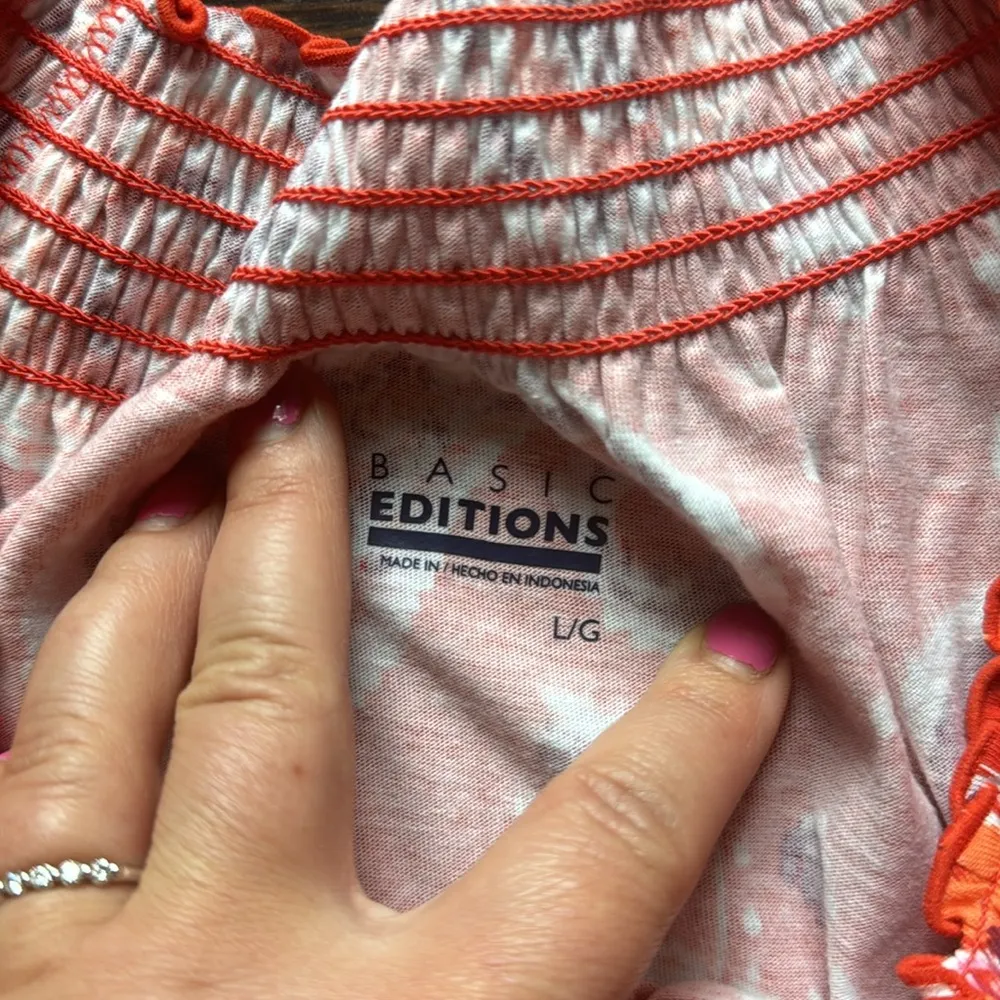 BASIC
EDITIONS
MADE IN / HECHO EN INDONESIA
L/G